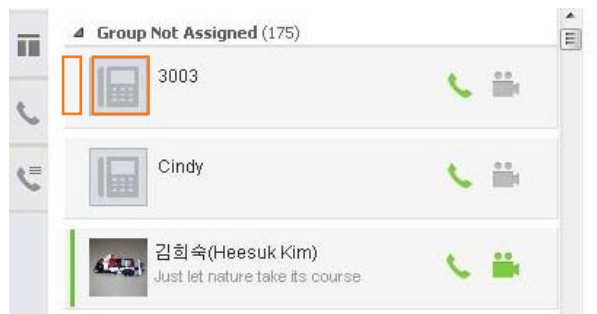 Group Not Assigned (175)
3003
Cindy
김희숙(Heesuk Kim)
Just let nature take its course